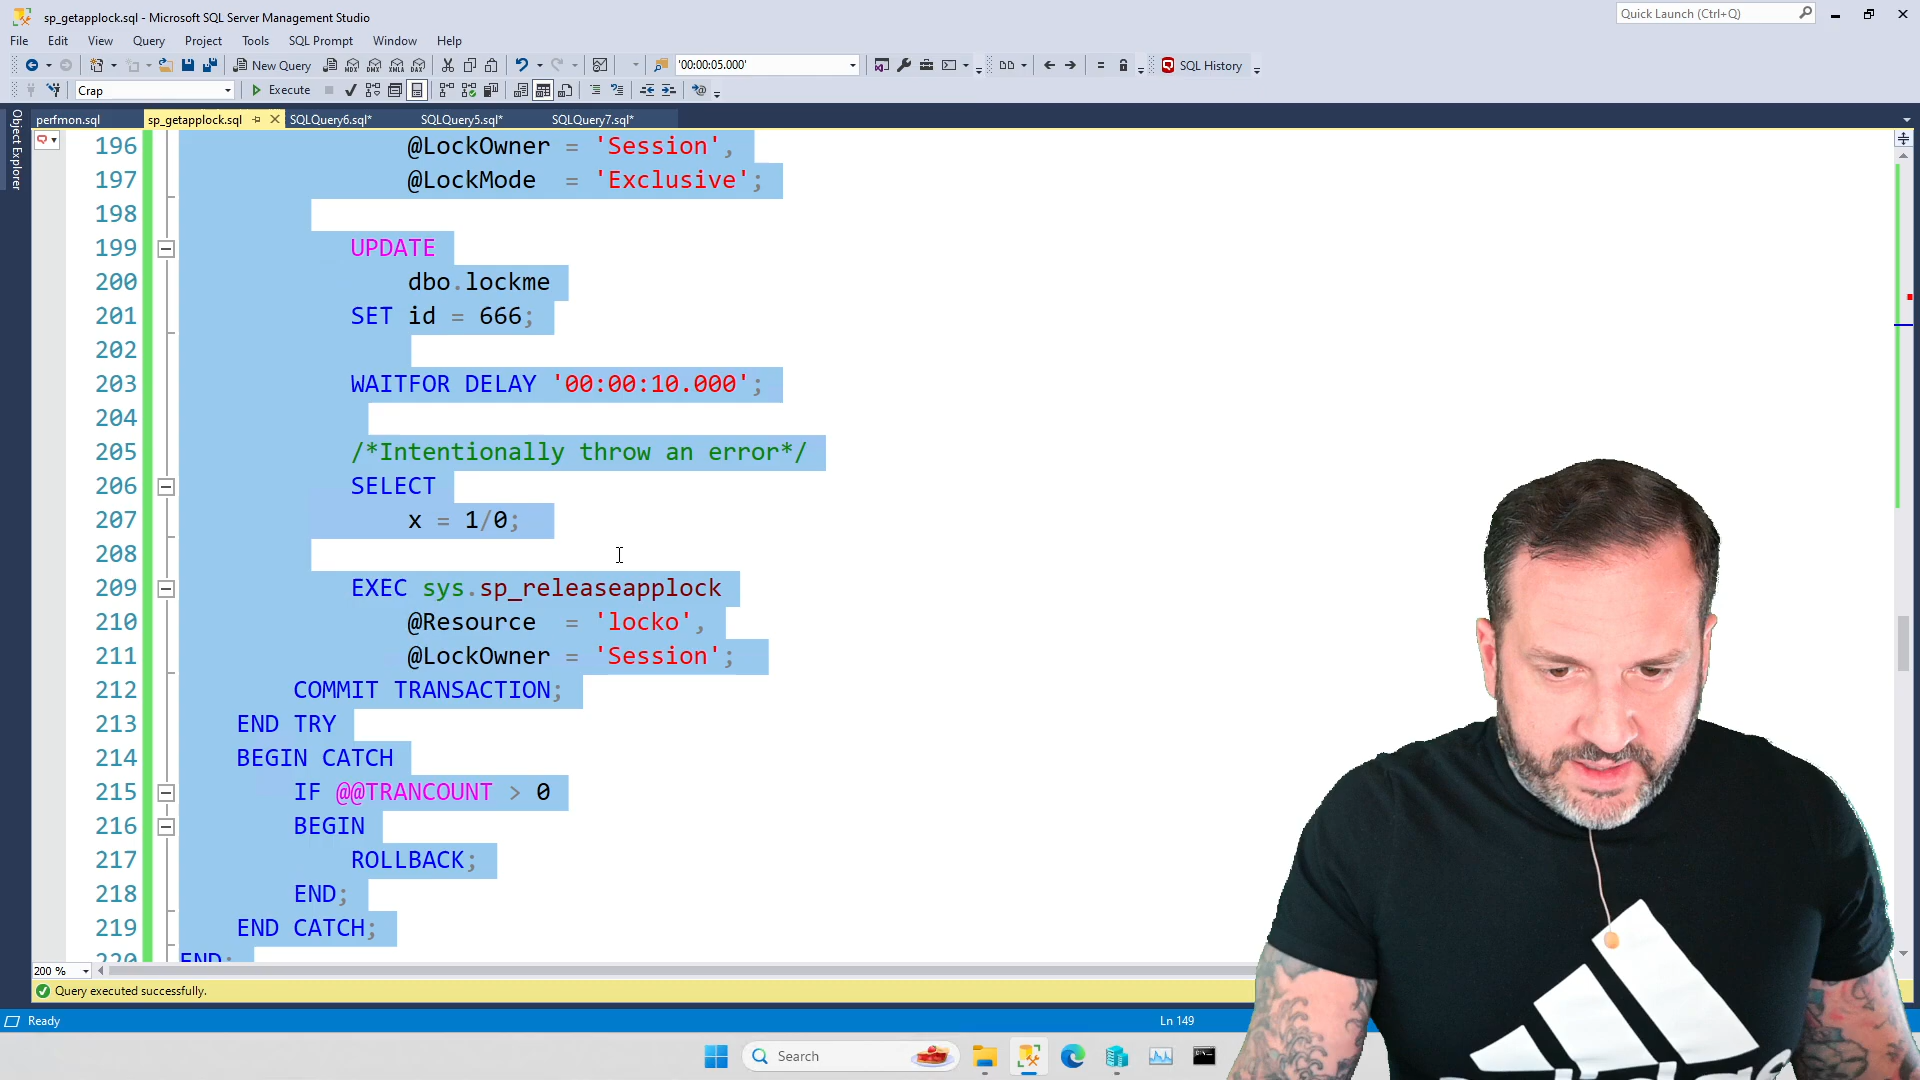 sp_getapplock.sql - Microsoft SQL Server Management Studio
Quick Launch (Ctrl+Q)
File Edit View Query Project Tools SQL Prompt Window Help
New Query
'00:00:05.000'
SQL History
Crap
Execute
Object Explorer
perfmon.sql
sp_getapplock.sql
SQLQuery6.sql*
SQLQuery5.sql*
SQLQuery7.sql*
196 @LockOwner = 'Session',
197 @LockMode = 'Exclusive';
198
199 UPDATE
200 dbo.lockme
201 SET id = 666;
202
203 WAITFOR DELAY '00:00:10.000';
204
205 /*Intentionally throw an error*/
206 SELECT
207 x = 1/0;
208
209 EXEC sys.sp_releaseapplock
210 @Resource = 'locko',
211 @LockOwner = 'Session';
212 COMMIT TRANSACTION;
213 END TRY
214 BEGIN CATCH
215 IF @@TRANCOUNT > 0
216 BEGIN
217 ROLLBACK;
218 END;
219 END CATCH;
220 END;
200 %
Query executed successfully.
Ready
Ln 149
Search